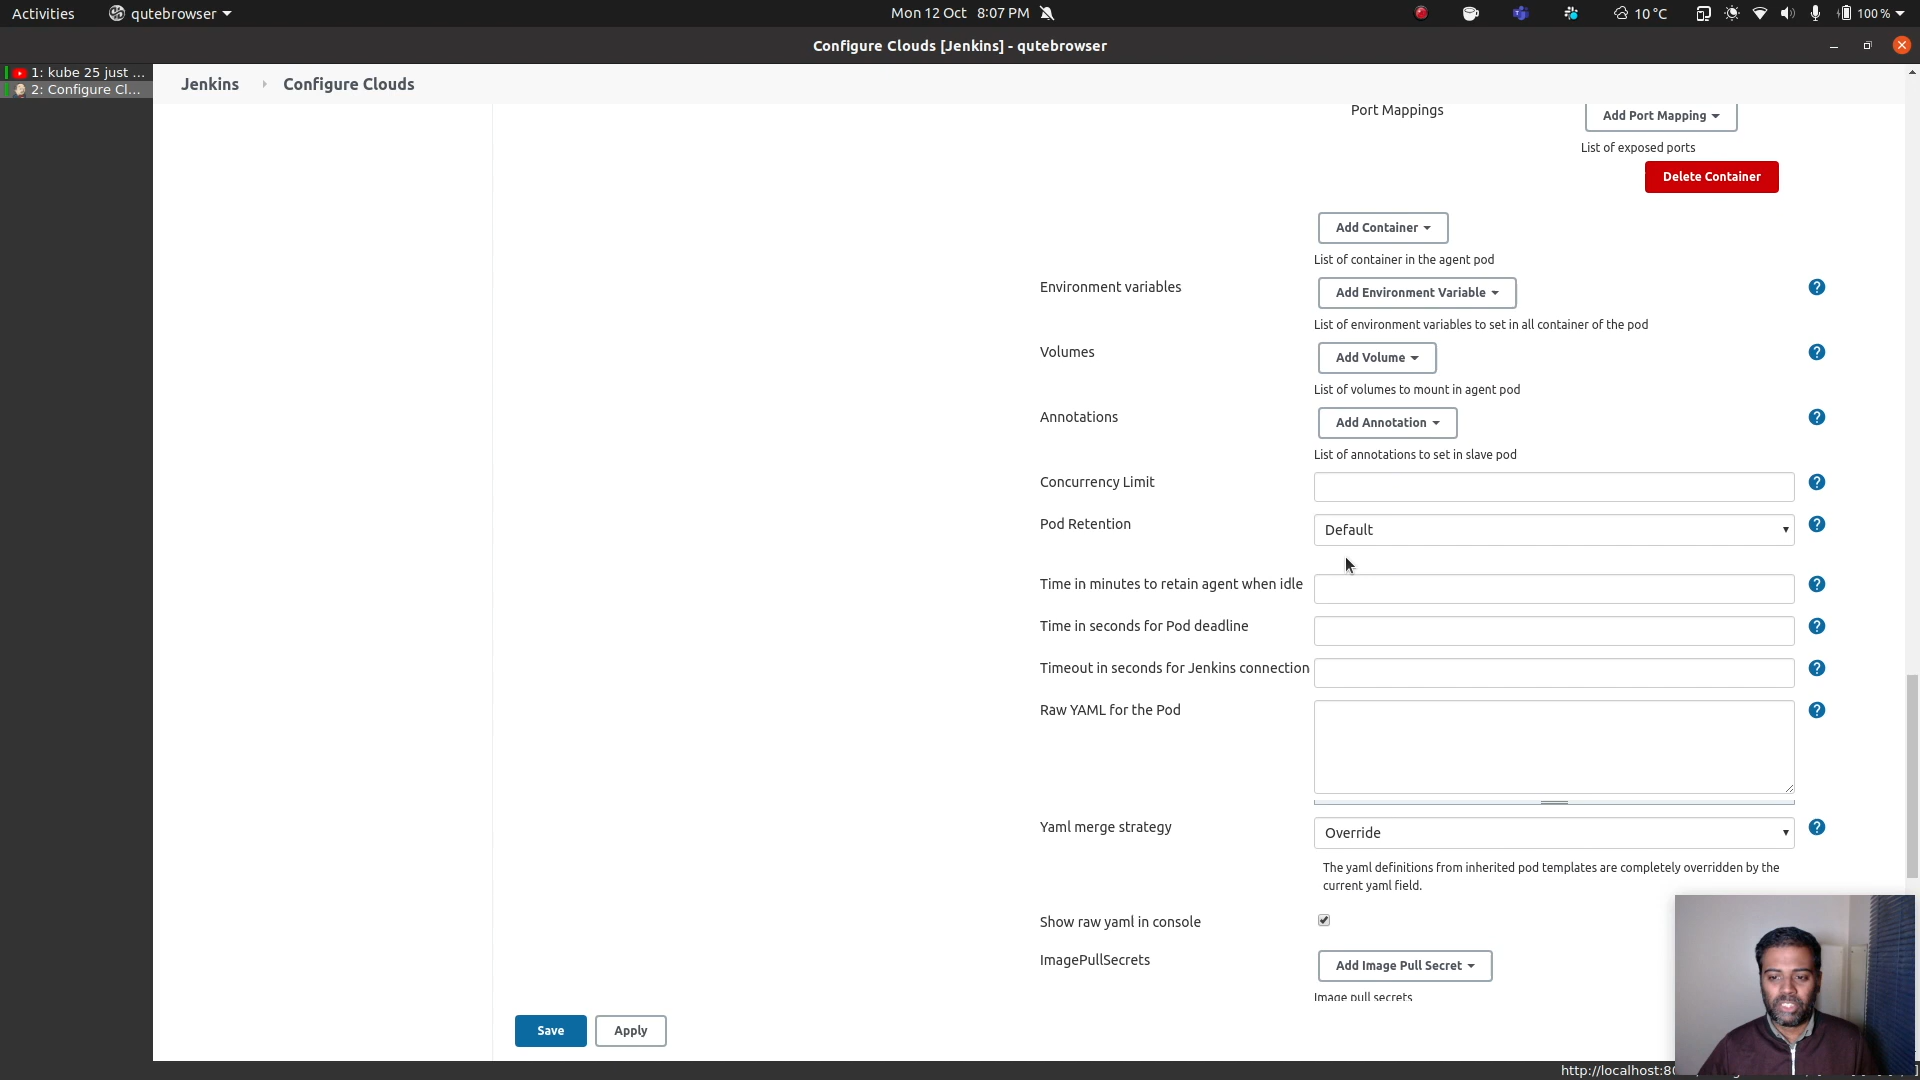 Activities
qutebrowser
Mon 12 Oct 8:07 PM
10 °C
100 %
Configure Clouds [Jenkins] - qutebrowser
1: kube 25 just ...
2: Configure Cl...
Jenkins
Configure Clouds
Port Mappings
Add Port Mapping
List of exposed ports
Delete Container
Add Container
List of container in the agent pod
Environment variables
Add Environment Variable
?
List of environment variables to set in all container of the pod
Volumes
Add Volume
?
List of volumes to mount in agent pod
Annotations
Add Annotation
?
List of annotations to set in slave pod
Concurrency Limit
?
Pod Retention
Default
?
Time in minutes to retain agent when idle
?
Time in seconds for Pod deadline
?
Timeout in seconds for Jenkins connection
?
Raw YAML for the Pod
?
Yaml merge strategy
Override
?
The yaml definitions from inherited pod templates are completely overridden by the
current yaml field.
Show raw yaml in console
ImagePullSecrets
Add Image Pull Secret
Image pull secrets
Save
Apply
http://localhost:80